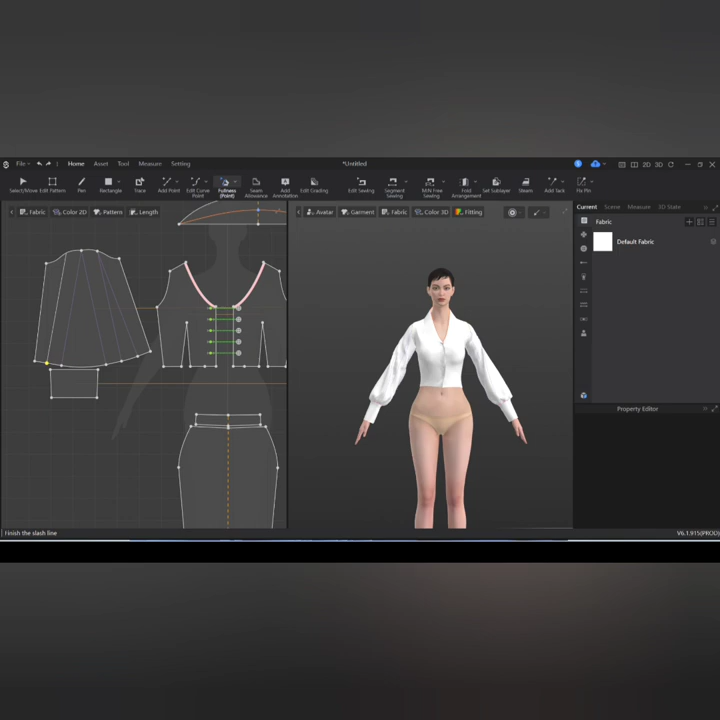 File Home Asset Tool Measure Setting *Untitled 2D 3D
Select/Move Edit Pattern Pen Rectangle Trace Add Point Edit Curve Point Fullness (Point) Seam Allowance Add Annotation Edit Grading Edit Sewing Segment Sewing M:N Free Sewing Fold Arrangement Set Sublayer Steam Add Tack Fix Pin
Fabric Color 2D Pattern Length Avatar Garment Fabric Color 3D Fitting
Current Scene Measure 3D State
Fabric
Default Fabric
Property Editor
Finish the slash line V6.1.915(PROD)